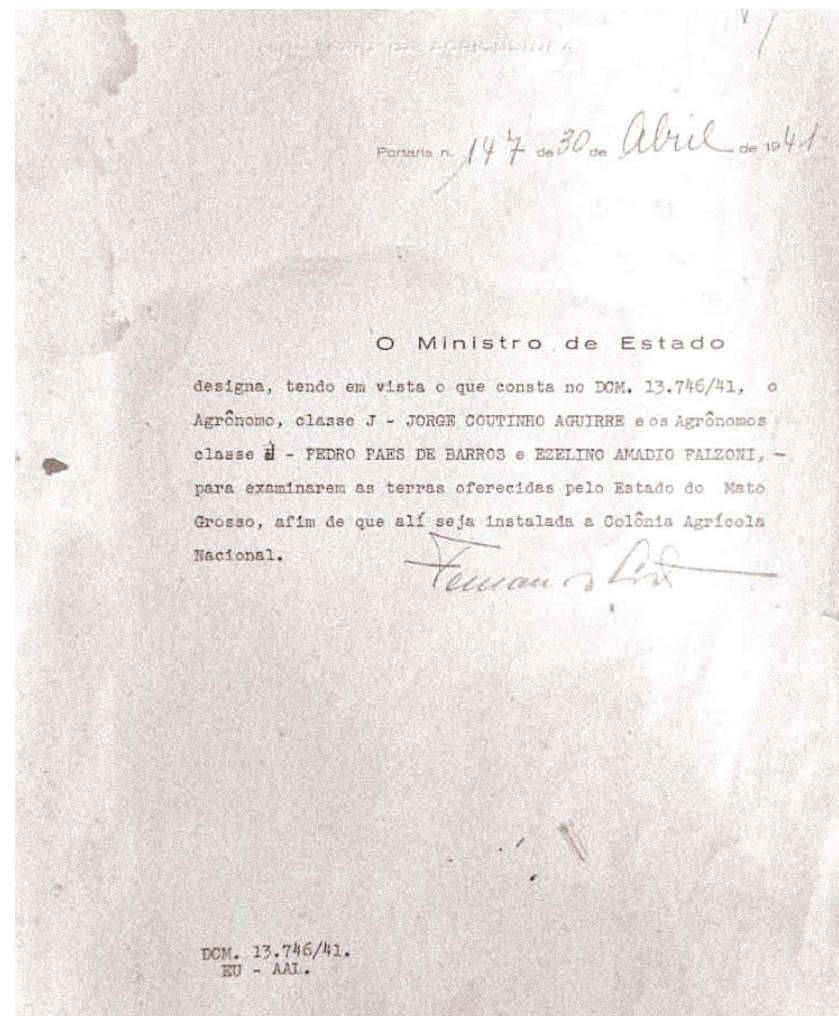 Portaria n. 147 de 30 de Abril de 1941
O Ministro de Estado
designa, tendo em vista o que consta no DCM. 13.746/41, o
Agrônomo, classe J - JORGE COUTINHO AGUIRRE e os Agrônomos
classe - PEDRO PAES DE BARROS e EZELINO AMADIO FALZONI, -
para examinarem as terras oferecidas pelo Estado do Mato
Grosso, afim de que alí seja instalada a Colônia Agrícola
Nacional.
DCM. 13.746/41.
EU - AAL.